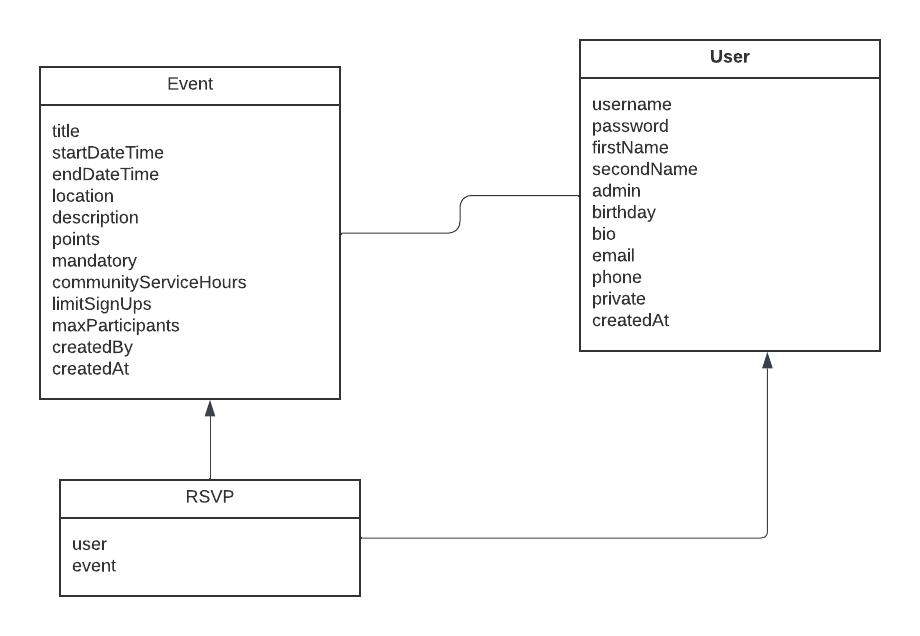 Event
title
startDateTime
endDateTime
location
description
points
mandatory
communityServiceHours
limitSignUps
maxParticipants
createdBy
createdAt
User
username
password
firstName
secondName
admin
birthday
bio
email
phone
private
createdAt
RSVP
user
event